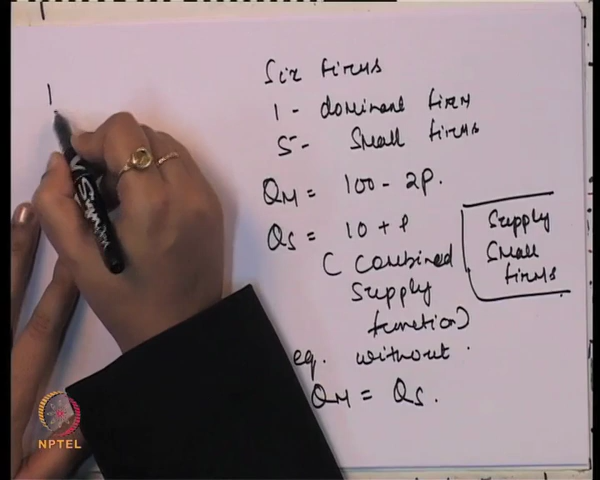 Six firms
1 - dominant firm
5 - Small firms
QM = 100 - 2P.
QS = 10 + P
( combined
supply
function)
Supply
Small
firms
eq. without.
QM = QS.
1
NPTEL